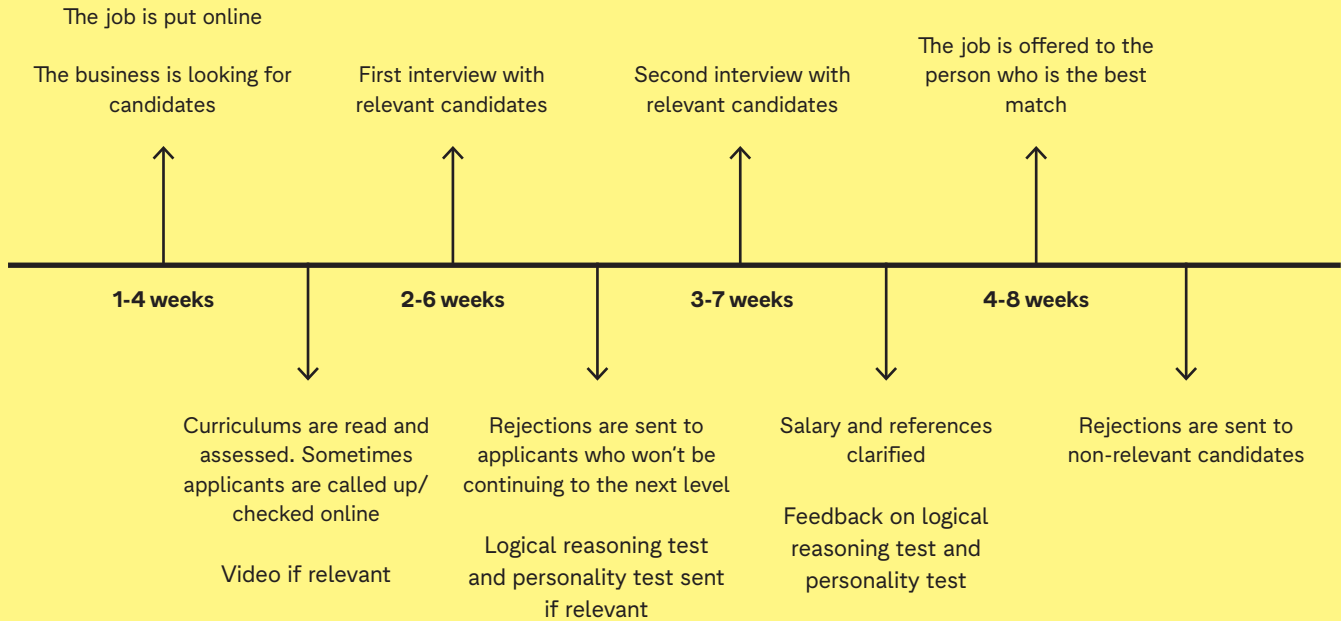 The job is put online
The business is looking for
candidates
First interview with
relevant candidates
Second interview with
relevant candidates
The job is offered to the
person who is the best
match
1-4 weeks
2-6 weeks
3-7 weeks
4-8 weeks
Curriculums are read and
assessed. Sometimes
applicants are called up/
checked online
Video if relevant
Rejections are sent to
applicants who won't be
continuing to the next level
Logical reasoning test
and personality test sent
if relevant
Salary and references
clarified
Feedback on logical
reasoning test and
personality test
Rejections are sent to
non-relevant candidates